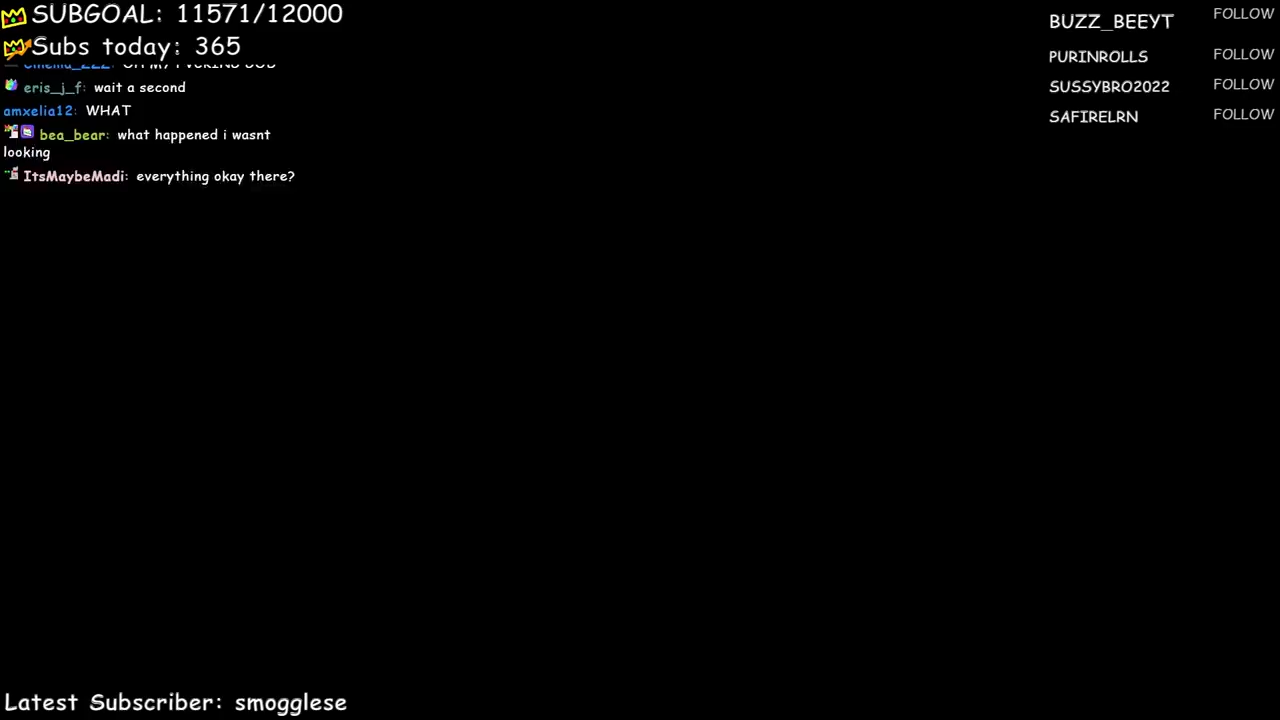 SUBGOAL: 11571/12000
Subs today: 365
eris_j_f: wait a second
amxelia12: WHAT
bea_bear: what happened i wasnt
looking
ItsMaybeMadi: everything okay there?
BUZZ_BEEYT FOLLOW
PURINROLLS FOLLOW
SUSSYBRO2022 FOLLOW
SAFIRELRN FOLLOW
Latest Subscriber: smogglese